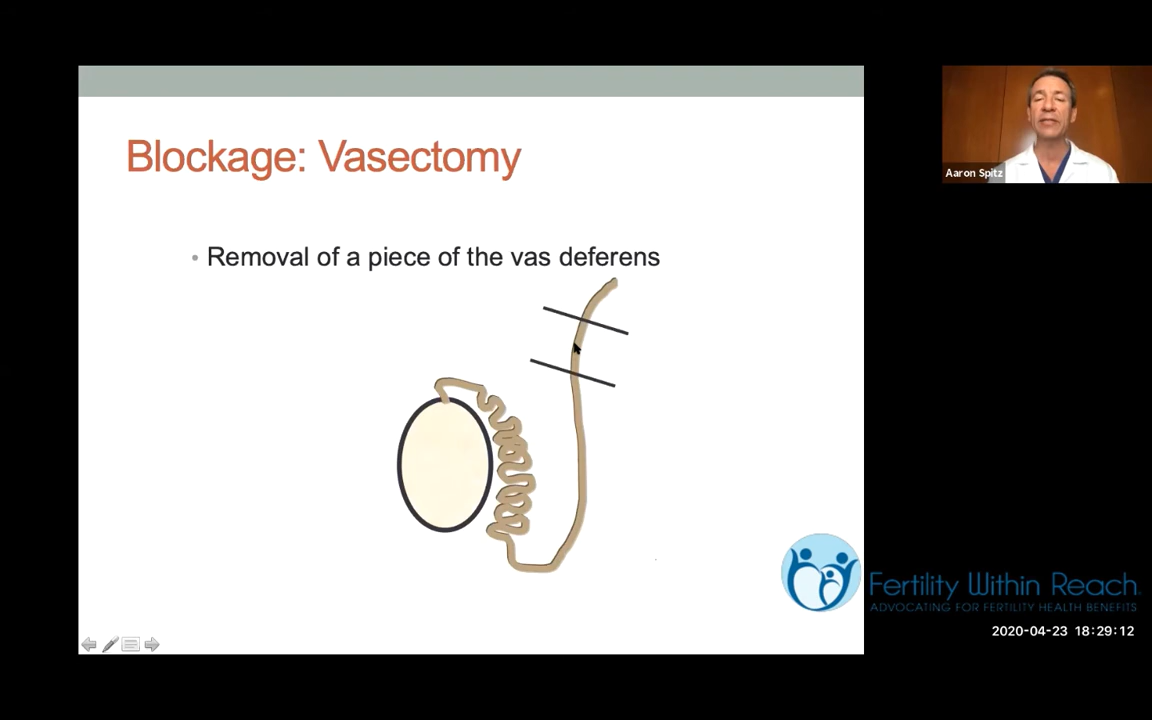 Blockage: Vasectomy
• Removal of a piece of the vas deferens
Aaron Spitz
Fertility Within Reach
ADVOCATING FOR FERTILITY HEALTH BENEFITS
2020-04-23 18:29:12